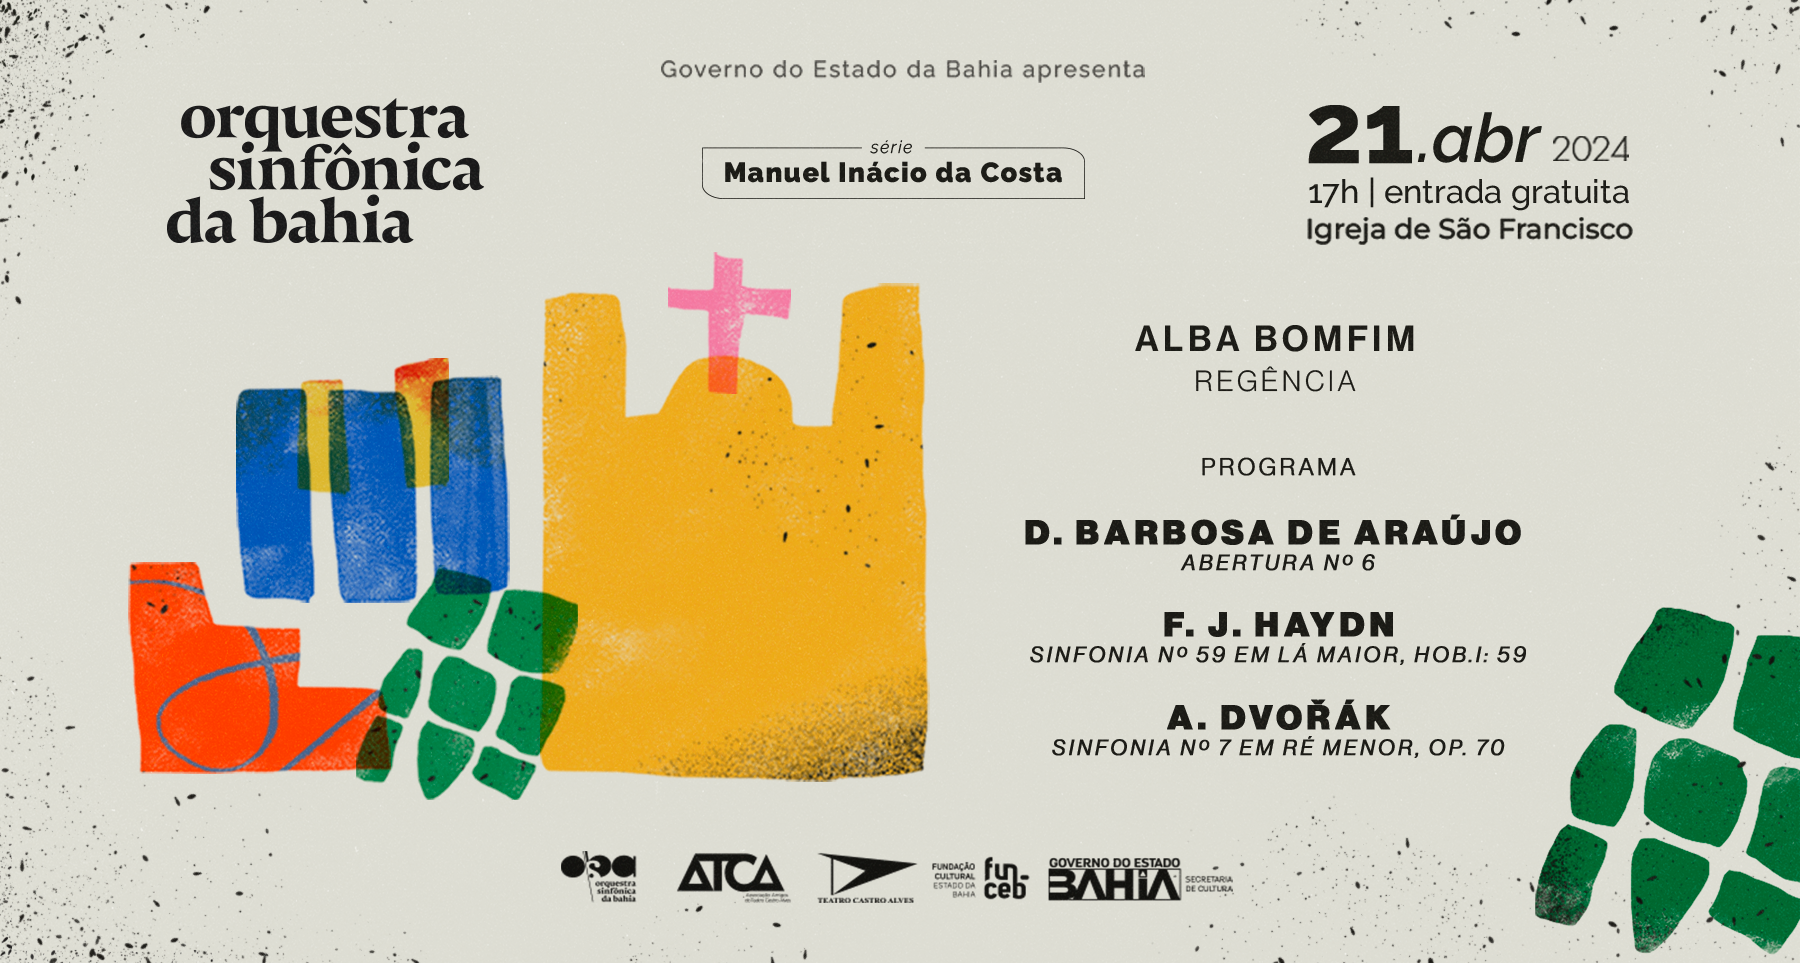 Governo do Estado da Bahia apresenta
orquestra
sinfônica
da bahia
série
Manuel Inácio da Costa
21.abr 2024
17h | entrada gratuita
Igreja de São Francisco
ALBA BOMFIM
REGÊNCIA
PROGRAMA
D. BARBOSA DE ARAÚJO
ABERTURA Nº 6
F. J. HAYDN
SINFONIA Nº 59 EM LÁ MAIOR, HOB.I: 59
A. DVOŘÁK
SINFONIA Nº 7 EM RÉ MENOR, OP. 70
osba
orquestra
sinfônica
da bahia
ATCA
Associação Amigos
do Teatro Castro Alves
TEATRO CASTRO ALVES
FUNDAÇÃO
CULTURAL
ESTADO DA
BAHIA
fun-
ceb
GOVERNO DO ESTADO
BAHIA
SECRETARIA
DE CULTURA